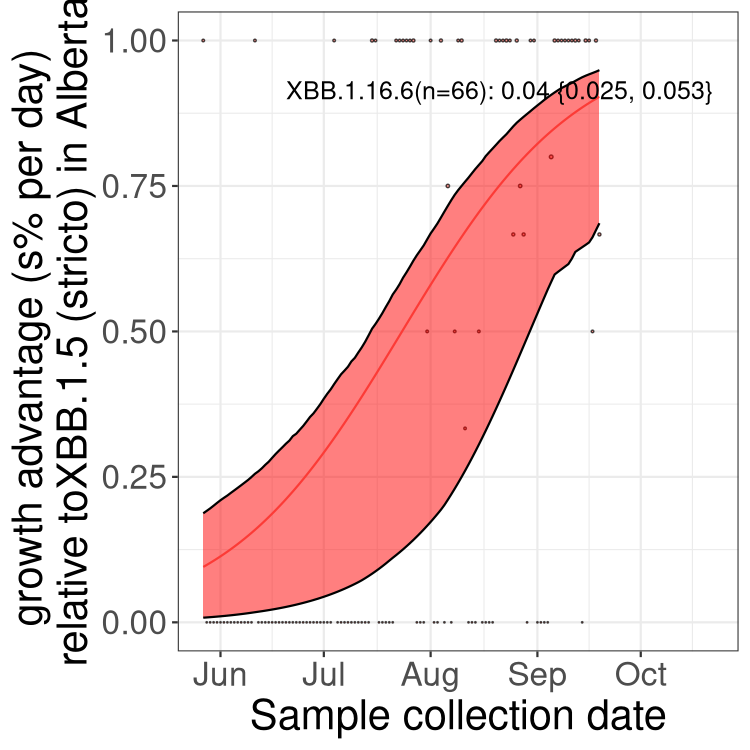 growth advantage (s% per day)
relative toXBB.1.5 (stricto) in Alberta
1.00
0.75
0.50
0.25
0.00
XBB.1.16.6(n=66): 0.04 {0.025, 0.053}
Jun Jul Aug Sep Oct
Sample collection date